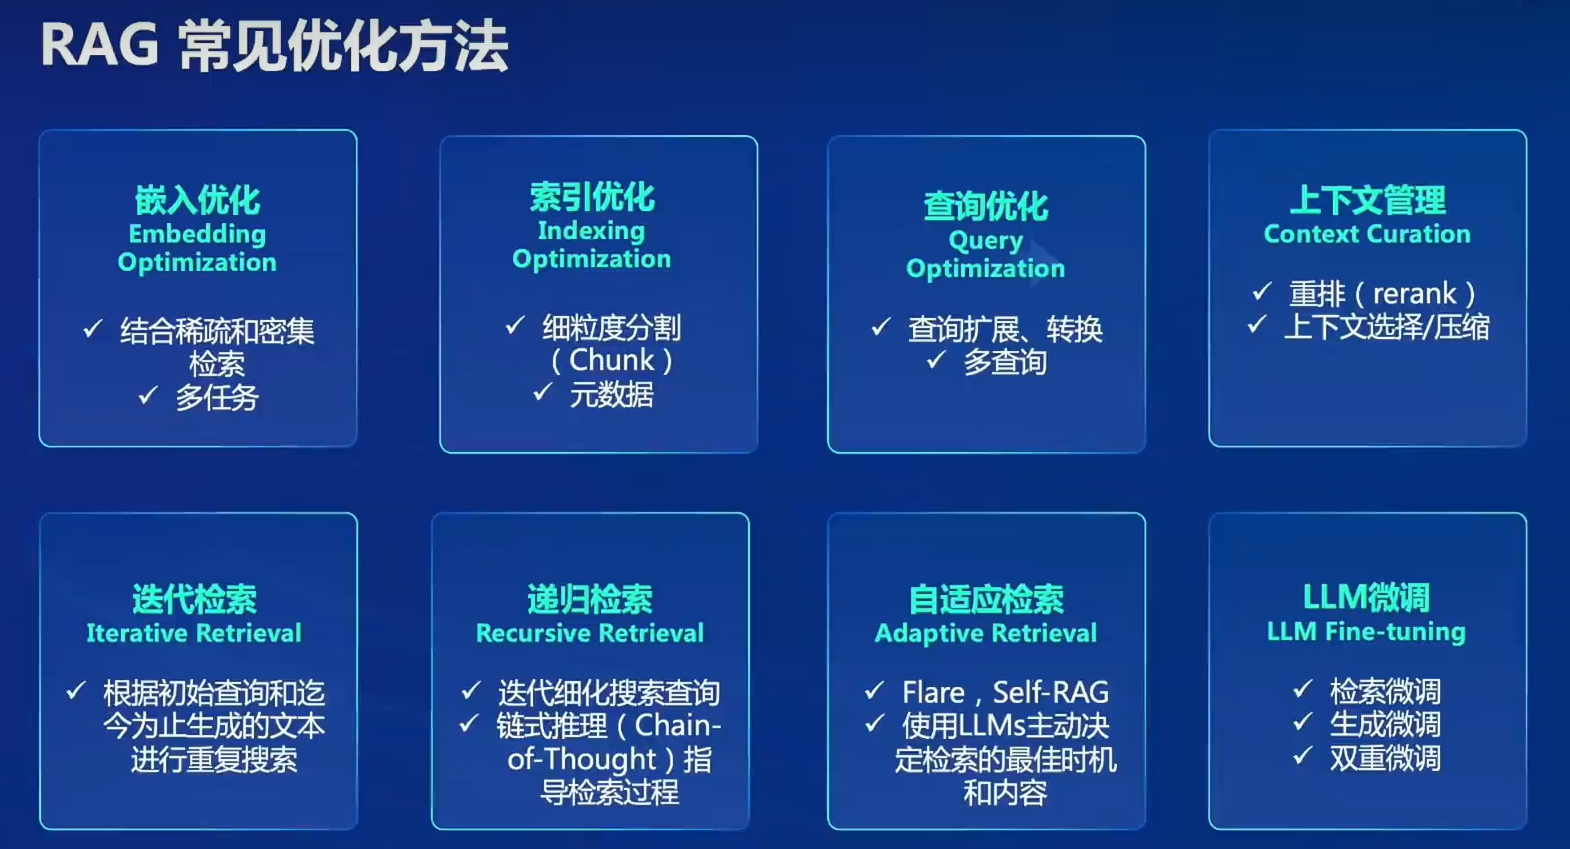 RAG 常见优化方法
嵌入优化
Embedding
Optimization
✓ 结合稀疏和密集
检索
✓ 多任务
索引优化
Indexing
Optimization
✓ 细粒度分割
（Chunk）
✓ 元数据
查询优化
Query
Optimization
✓ 查询扩展、转换
✓ 多查询
上下文管理
Context Curation
✓ 重排（rerank）
✓ 上下文选择/压缩
迭代检索
Iterative Retrieval
✓ 根据初始查询和迄
今为止生成的文本
进行重复搜索
递归检索
Recursive Retrieval
✓ 迭代细化搜索查询
✓ 链式推理（Chain-
of-Thought）指
导检索过程
自适应检索
Adaptive Retrieval
✓ Flare，Self-RAG
✓ 使用LLMs主动决
定检索的最佳时机
和内容
LLM微调
LLM Fine-tuning
✓ 检索微调
✓ 生成微调
✓ 双重微调